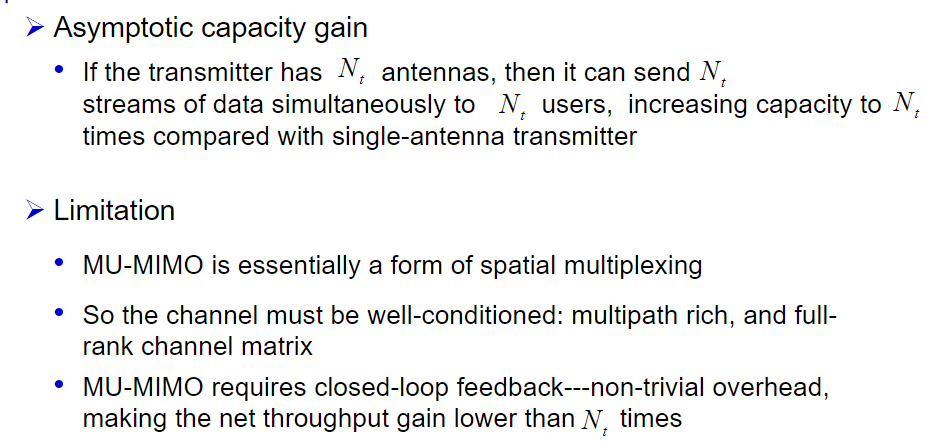 ➢ Asymptotic capacity gain
• If the transmitter has N_t antennas, then it can send N_t
streams of data simultaneously to N_t users, increasing capacity to N_t
times compared with single-antenna transmitter
➢ Limitation
• MU-MIMO is essentially a form of spatial multiplexing
• So the channel must be well-conditioned: multipath rich, and full-
rank channel matrix
• MU-MIMO requires closed-loop feedback---non-trivial overhead,
making the net throughput gain lower than N_t times